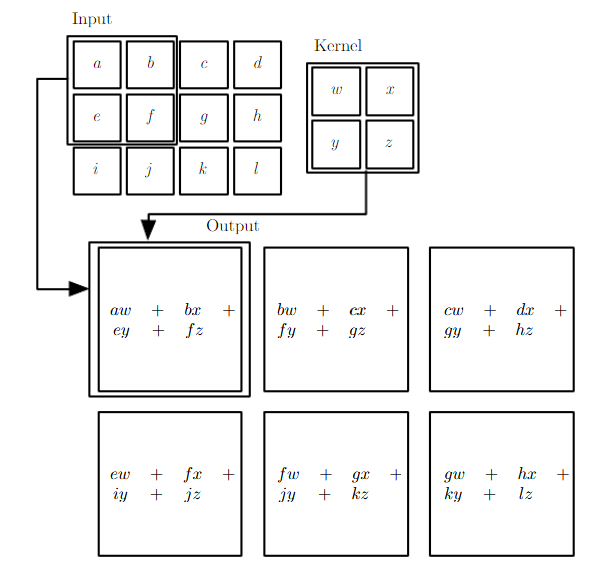 Input
Kernel
a b c d
w x
e f g h
y z
i j k l
Output
aw + bx +
ey + fz
bw + cx +
fy + gz
cw + dx +
gy + hz
ew + fx +
iy + jz
fw + gx +
jy + kz
gw + hx +
ky + lz